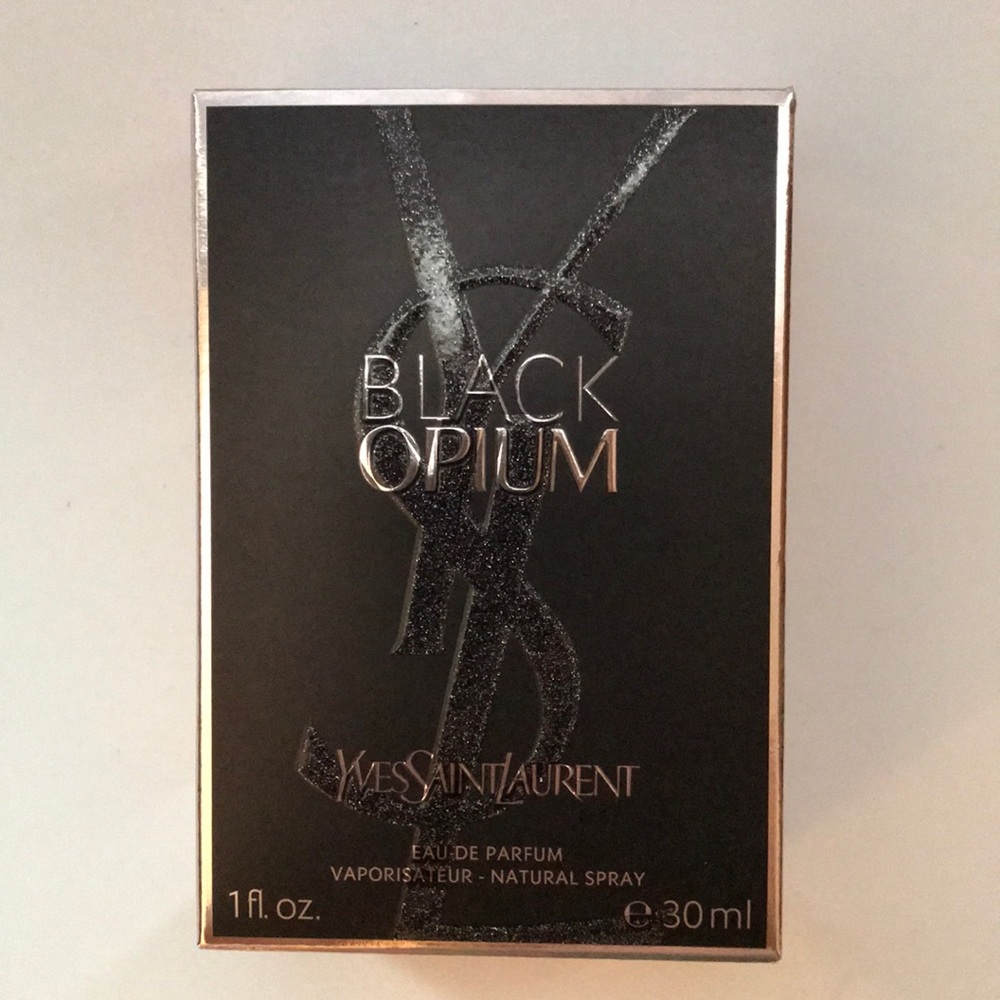 BLACK
OPIUM
YVESSAINTLAURENT
EAU DE PARFUM
VAPORISATEUR - NATURAL SPRAY
1 fl. oz.
℮ 30 ml